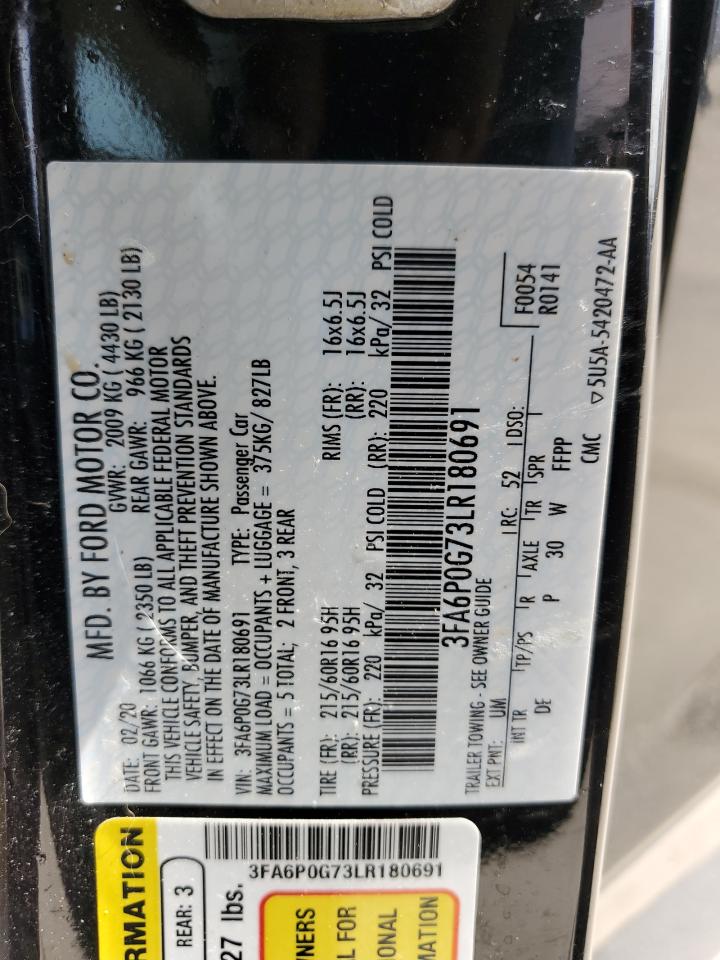 MFD. BY FORD MOTOR CO.
DATE: 02/20 GVWR: 2009 KG ( 4430 LB)
FRONT GAWR: 1066 KG ( 2350 LB) REAR GAWR: 966 KG ( 2130 LB)
THIS VEHICLE CONFORMS TO ALL APPLICABLE FEDERAL MOTOR
VEHICLE SAFETY, BUMPER, AND THEFT PREVENTION STANDARDS
IN EFFECT ON THE DATE OF MANUFACTURE SHOWN ABOVE.
VIN: 3FA6P0G73LR180691 TYPE: Passenger Car
MAXIMUM LOAD = OCCUPANTS + LUGGAGE = 375KG/ 827LB
OCCUPANTS = 5 TOTAL; 2 FRONT, 3 REAR
TIRE (FR): 215/60R16 95H RIMS (FR): 16x6.5J
(RR): 215/60R16 95H (RR): 16x6.5J
PRESSURE (FR): 220 kPa/ 32 PSI COLD (RR): 220 kPa/ 32 PSI COLD
3FA6P0G73LR180691
TRAILER TOWING - SEE OWNER GUIDE
EXT PNT: UM RC: 52 DSO: F0054
R0141
INT TR TP/PS R AXLE TR SPR
DE P 30 W FFPP
CMC ▽5U5A-5420472-AA
RMATION
REAR: 3
27 lbs.
3FA6P0G73LR180691
NERS
L FOR
ONAL
MATION